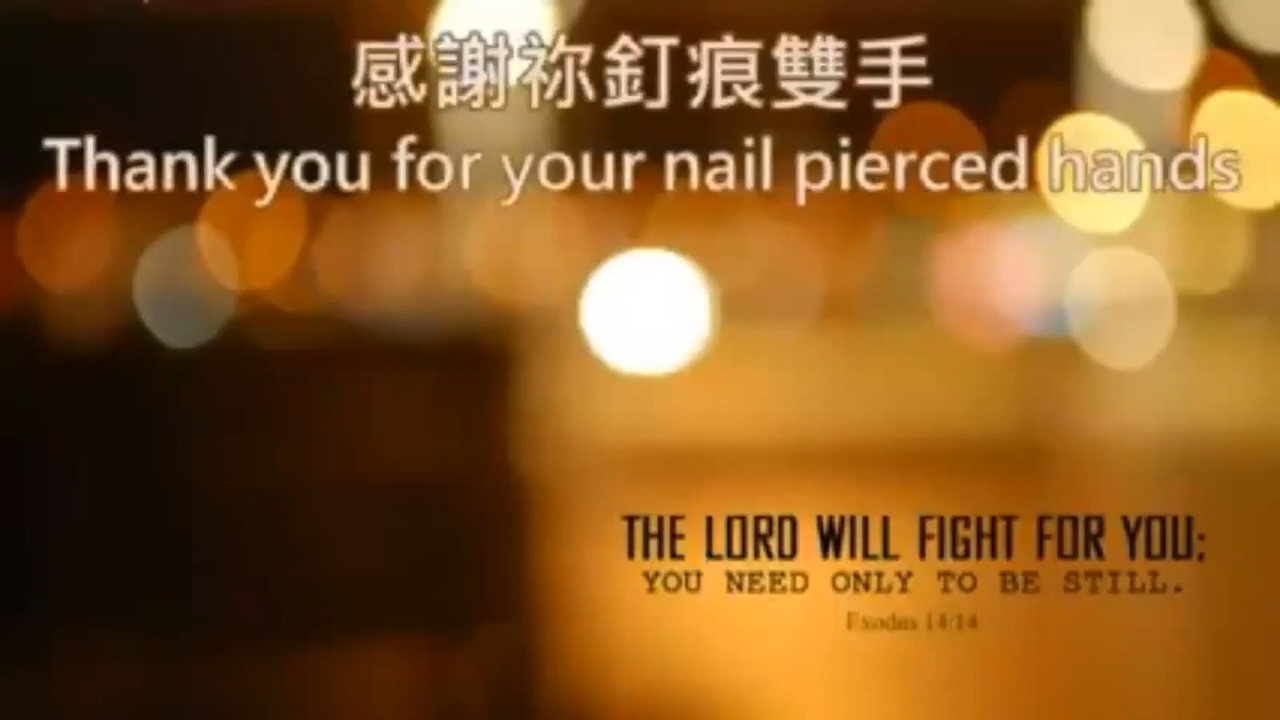 感謝祢釘痕雙手
Thank you for your nail pierced hands
THE LORD WILL FIGHT FOR YOU;
YOU NEED ONLY TO BE STILL.
Exodus 14:14